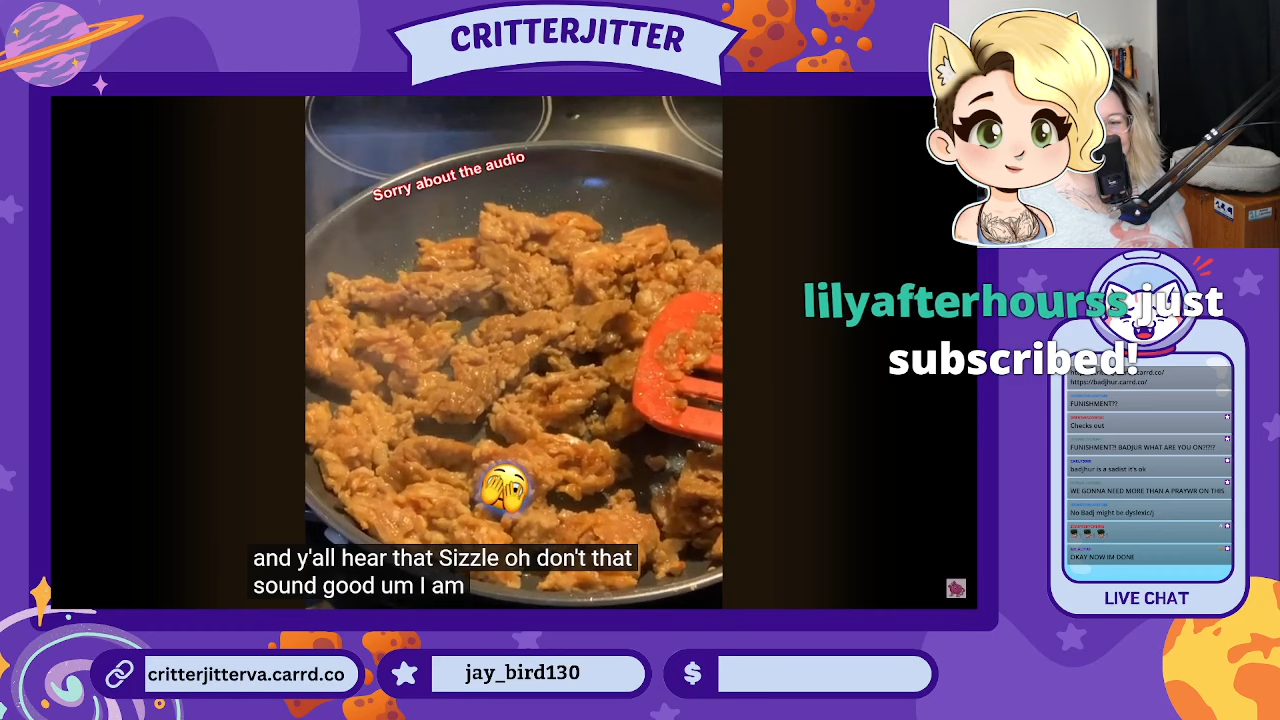 CRITTERJITTER
Sorry about the audio
lilyafterhourss just
subscribed!
https://badjhur.carrd.co/
FUNISHMENT??
Checks out
FUNISHMENT?! BADJUR WHAT ARE YOU ON?!?!?
badjhur is a sadist it's ok
WE GONNA NEED MORE THAN A PRAYWR ON THIS
No Badj might be dyslexic/j
OKAY NOW IM DONE
LIVE CHAT
and y'all hear that Sizzle oh don't that
sound good um I am
critterjitterva.carrd.co
jay_bird130
$